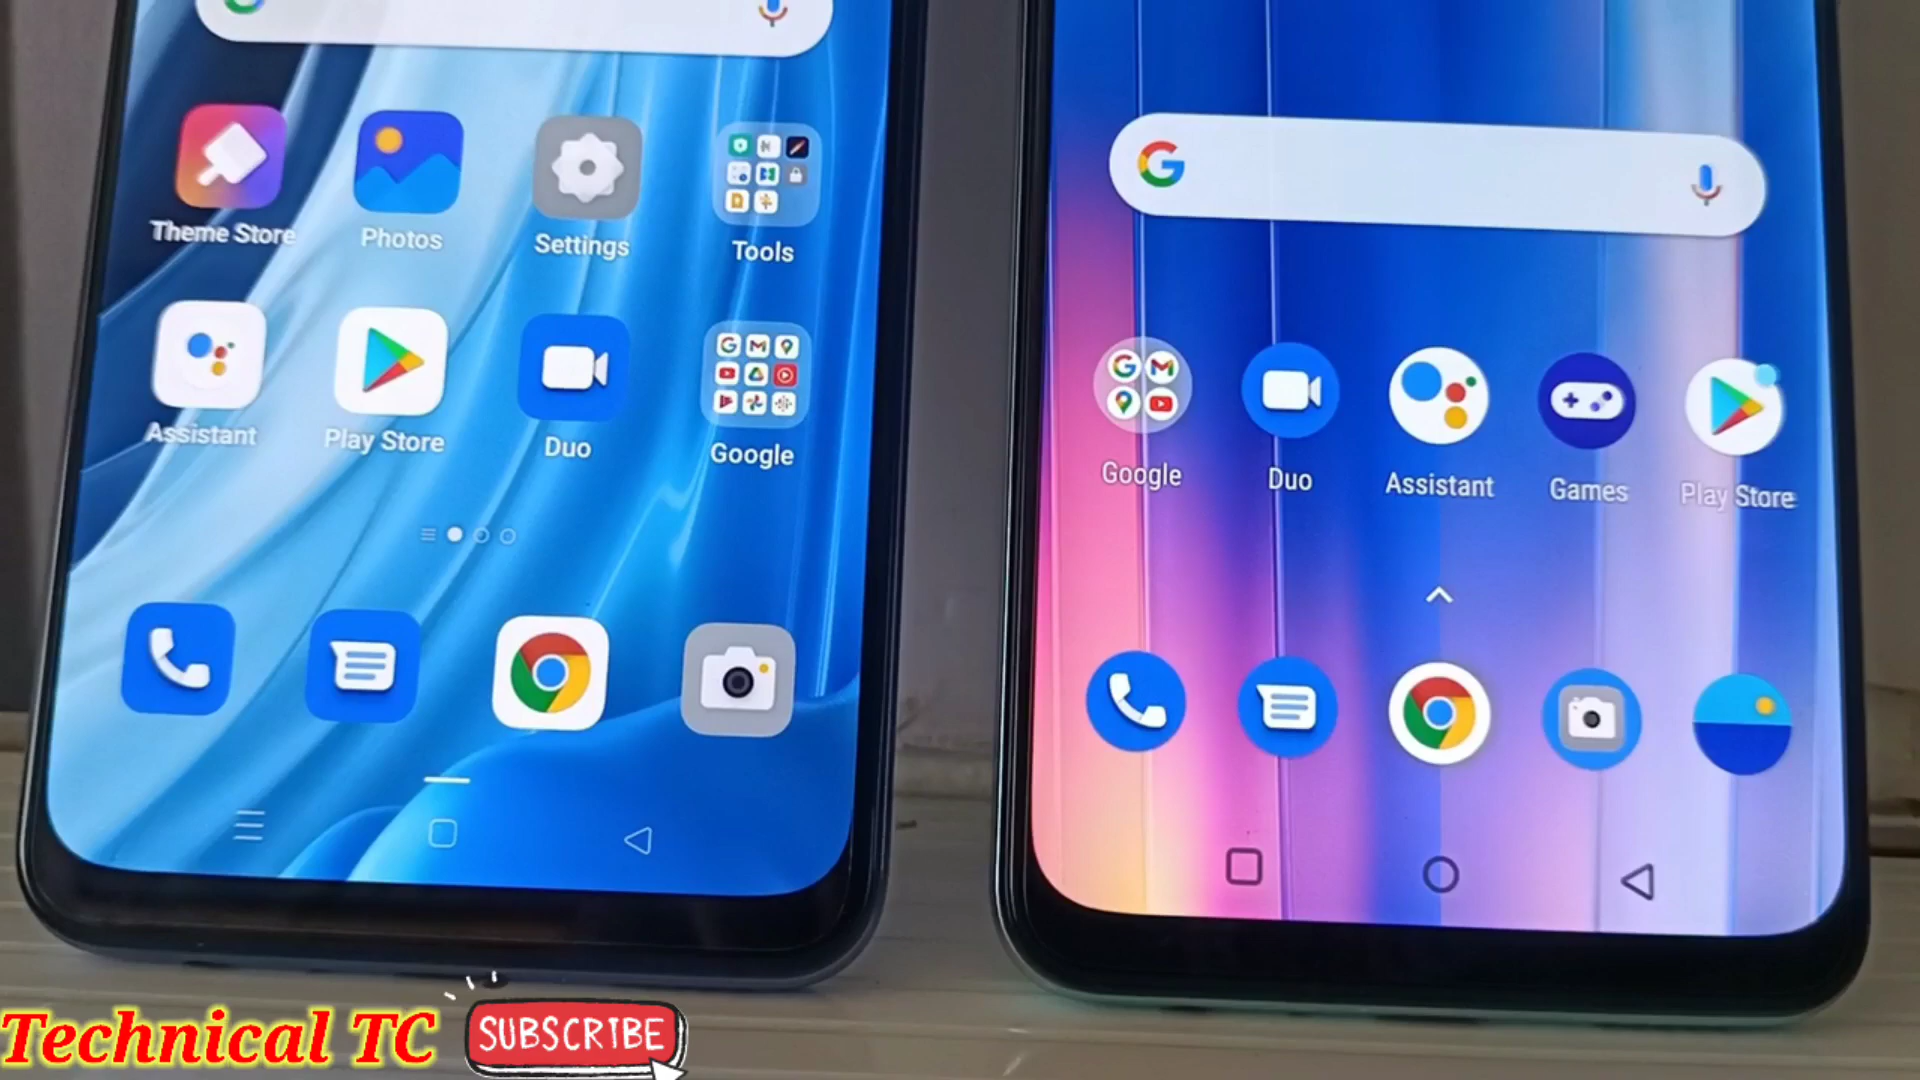 Theme Store
Photos
Settings
Tools
Assistant
Play Store
Duo
Google
Google
Duo
Assistant
Games
Play Store
Technical TC
SUBSCRIBE